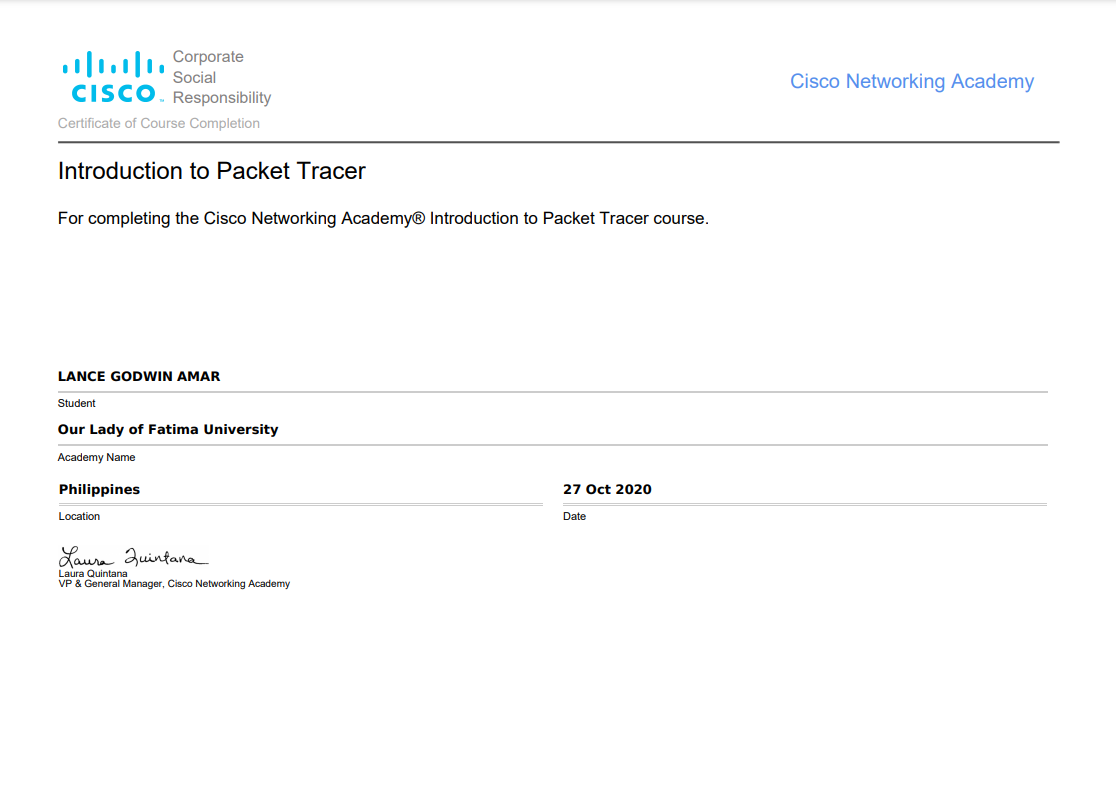 Corporate
Social
CISCO™ Responsibility
Cisco Networking Academy
Certificate of Course Completion
Introduction to Packet Tracer
For completing the Cisco Networking Academy® Introduction to Packet Tracer course.
LANCE GODWIN AMAR
Student
Our Lady of Fatima University
Academy Name
Philippines
27 Oct 2020
Location
Date
Laura Quintana
Laura Quintana
VP & General Manager, Cisco Networking Academy